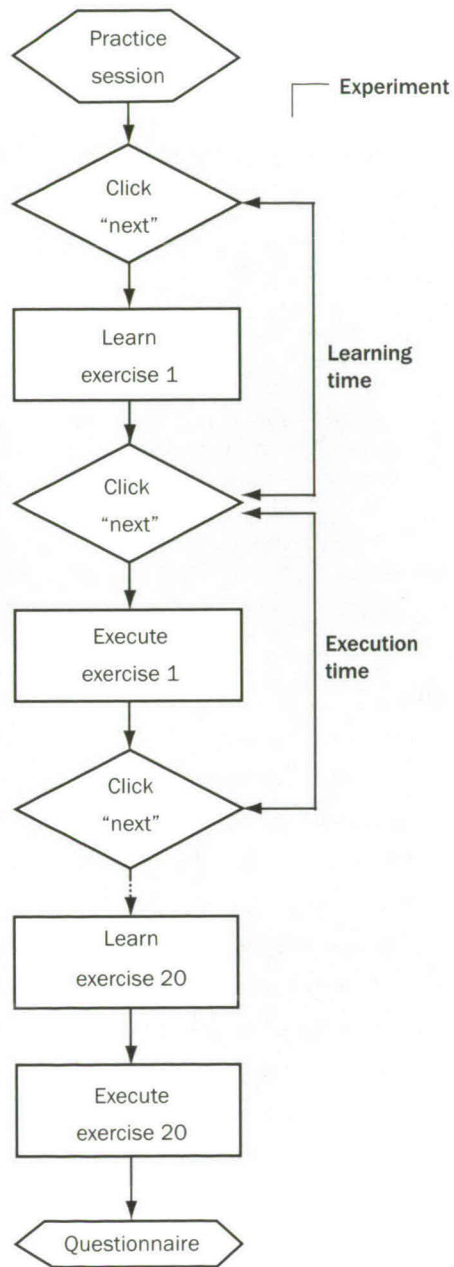 Practice
session
Experiment
Click
“next”
Learn
exercise 1
Learning
time
Click
“next”
Execute
exercise 1
Execution
time
Click
“next”
Learn
exercise 20
Execute
exercise 20
Questionnaire